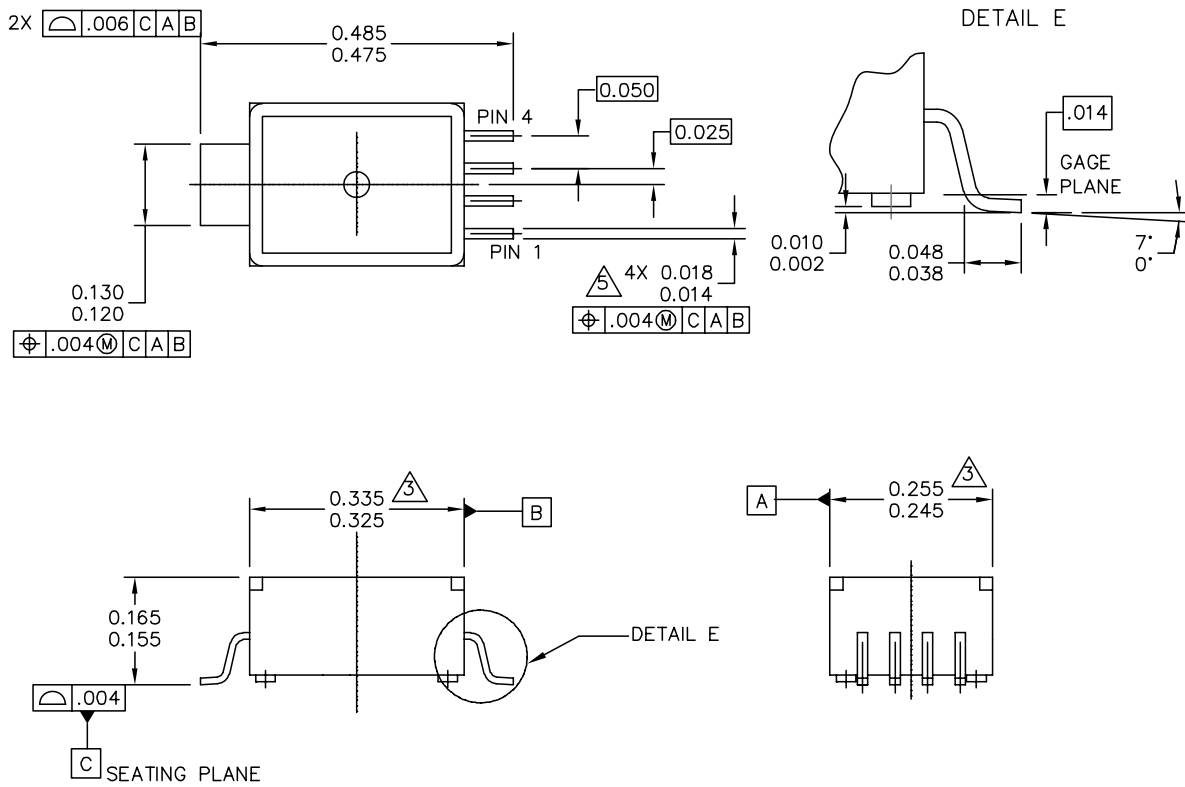 2X ⌓ .006 C A B
0.485
0.475
DETAIL E
0.050
PIN 4
0.025
PIN 1
0.130
0.120
⌖ .004Ⓜ C A B
5 4X 0.018
0.014
⌖ .004Ⓜ C A B
.014
GAGE
PLANE
0.010
0.002
0.048
0.038
7°
0°
0.335
0.325
3
B
A
0.255
0.245
3
0.165
0.155
DETAIL E
⌓ .004
C SEATING PLANE